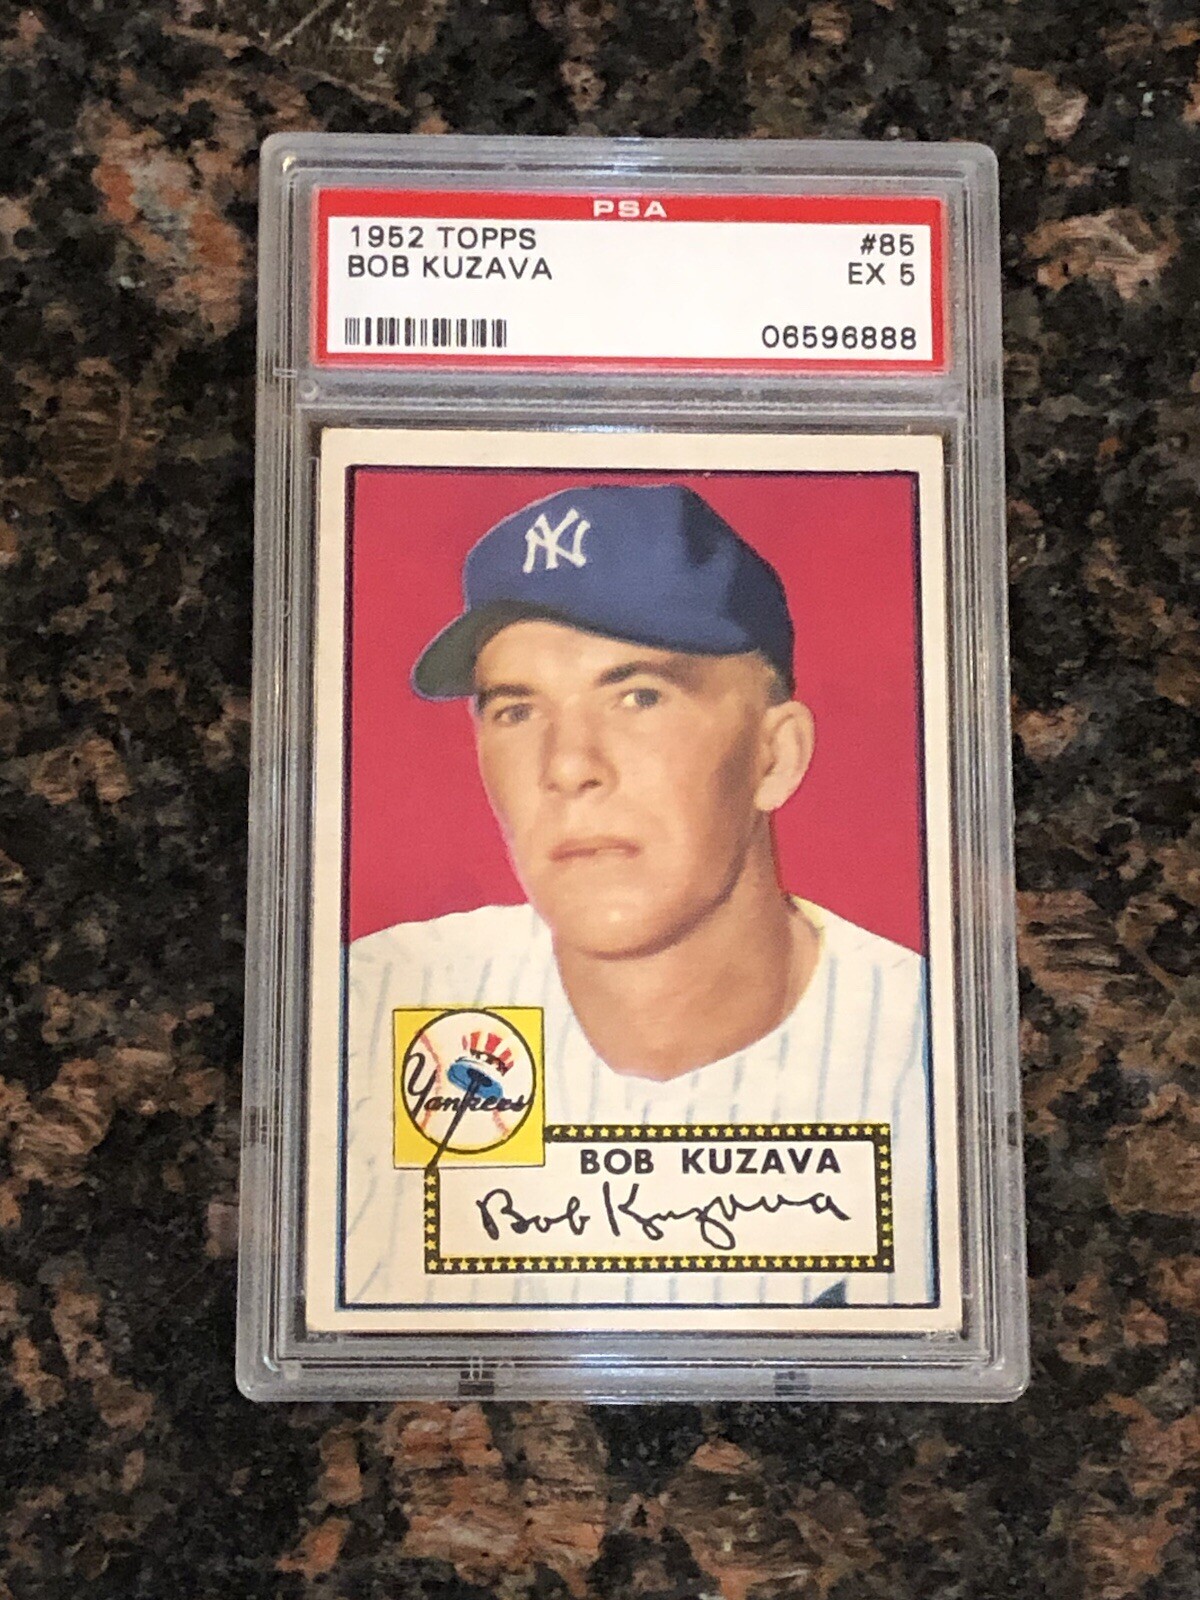 PSA
1952 TOPPS #85
BOB KUZAVA EX 5
06596888
NY
Yankees
BOB KUZAVA
Bob Kuzava